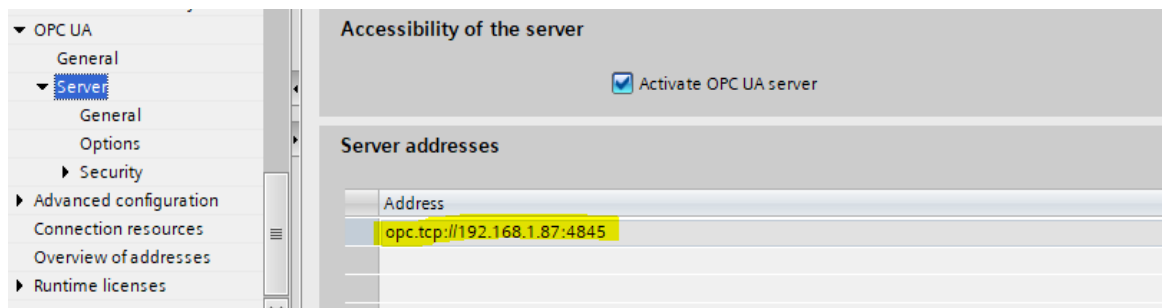 OPC UA
General
Server
General
Options
Security
Advanced configuration
Connection resources
Overview of addresses
Runtime licenses
Accessibility of the server
Activate OPC UA server
Server addresses
Address
opc.tcp://192.168.1.87:4845